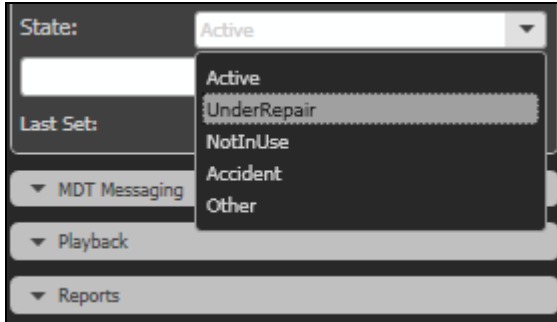 State:
Active
Active
UnderRepair
NotInUse
Last Set:
Accident
Other
MDT Messaging
Playback
Reports